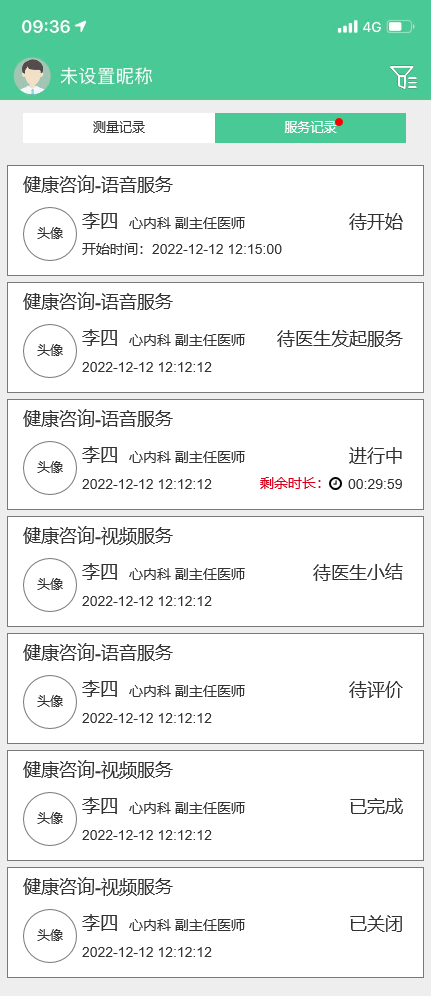 09:36 4G
未设置昵称
测量记录 服务记录
健康咨询-语音服务
头像 李四 心内科 副主任医师 待开始
开始时间：2022-12-12 12:15:00
健康咨询-语音服务
头像 李四 心内科 副主任医师 待医生发起服务
2022-12-12 12:12:12
健康咨询-语音服务
头像 李四 心内科 副主任医师 进行中
2022-12-12 12:12:12 剩余时长： 00:29:59
健康咨询-视频服务
头像 李四 心内科 副主任医师 待医生小结
2022-12-12 12:12:12
健康咨询-语音服务
头像 李四 心内科 副主任医师 待评价
2022-12-12 12:12:12
健康咨询-视频服务
头像 李四 心内科 副主任医师 已完成
2022-12-12 12:12:12
健康咨询-视频服务
头像 李四 心内科 副主任医师 已关闭
2022-12-12 12:12:12